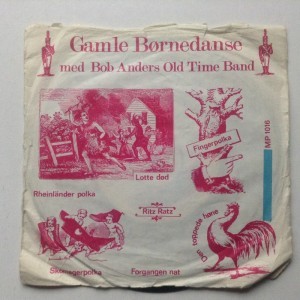 Gamle Børnedanse
med Bob Anders Old Time Band
Fingerpolka
1016
Lotte død
Rheinländer polka
"Ritz Ratz"
høne
Skomagerpolka
Forgangen nat